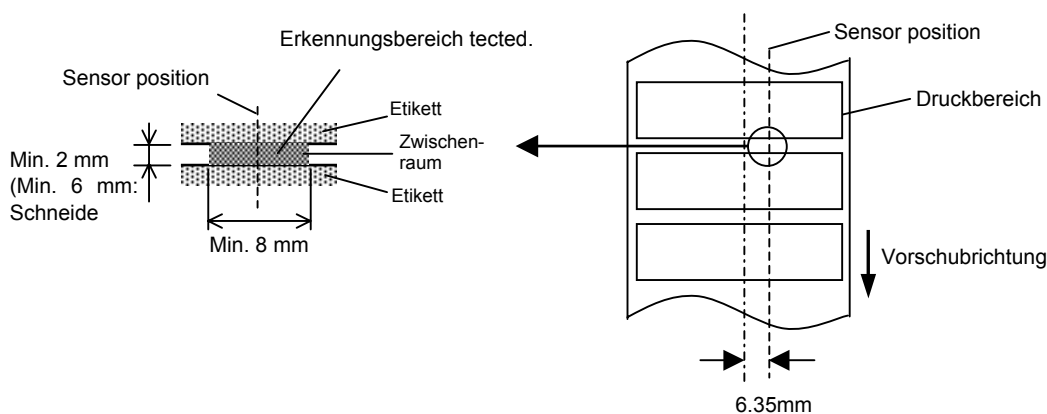 Erkennungsbereich tected.
Sensor position
Etikett
Zwischen-
raum
Etikett
Min. 2 mm
(Min. 6 mm:
Schneide
Min. 8 mm
Sensor position
Druckbereich
Vorschubrichtung
6.35mm